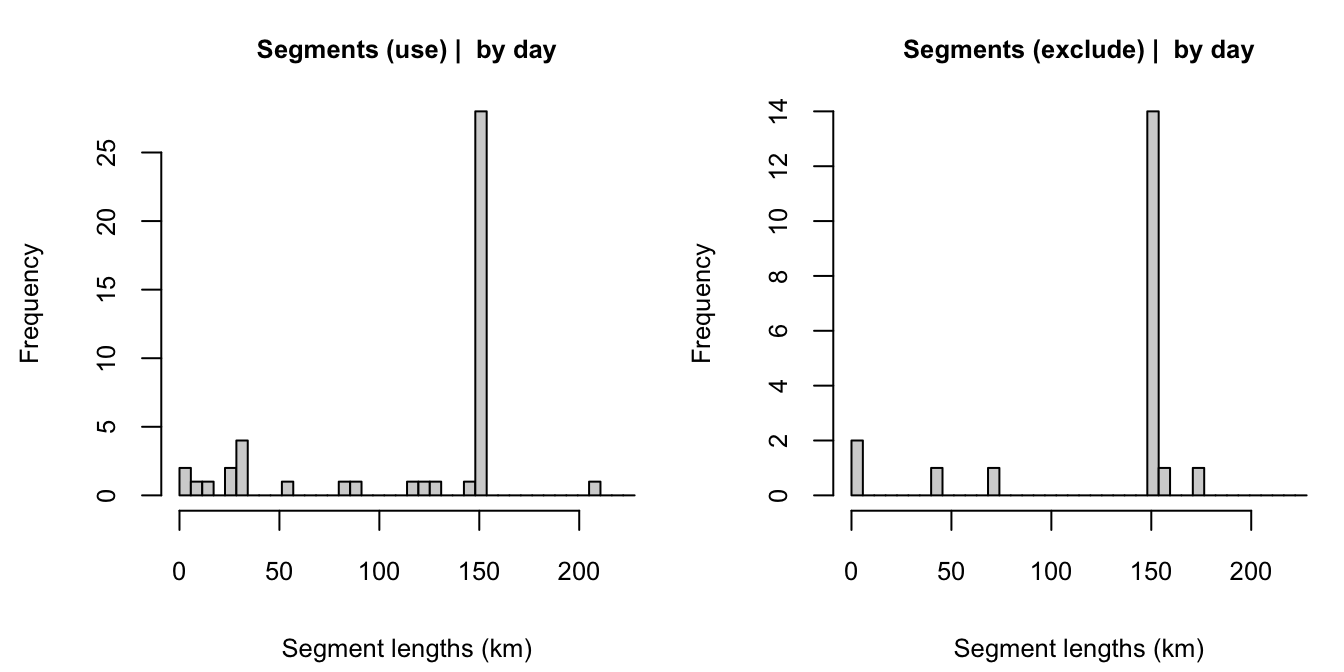 Segments (use) |  by day
Frequency
0
5
10
15
20
25
0 50 100 150 200
Segment lengths (km)
Segments (exclude) |  by day
Frequency
0
2
4
6
8
10
12
14
0 50 100 150 200
Segment lengths (km)